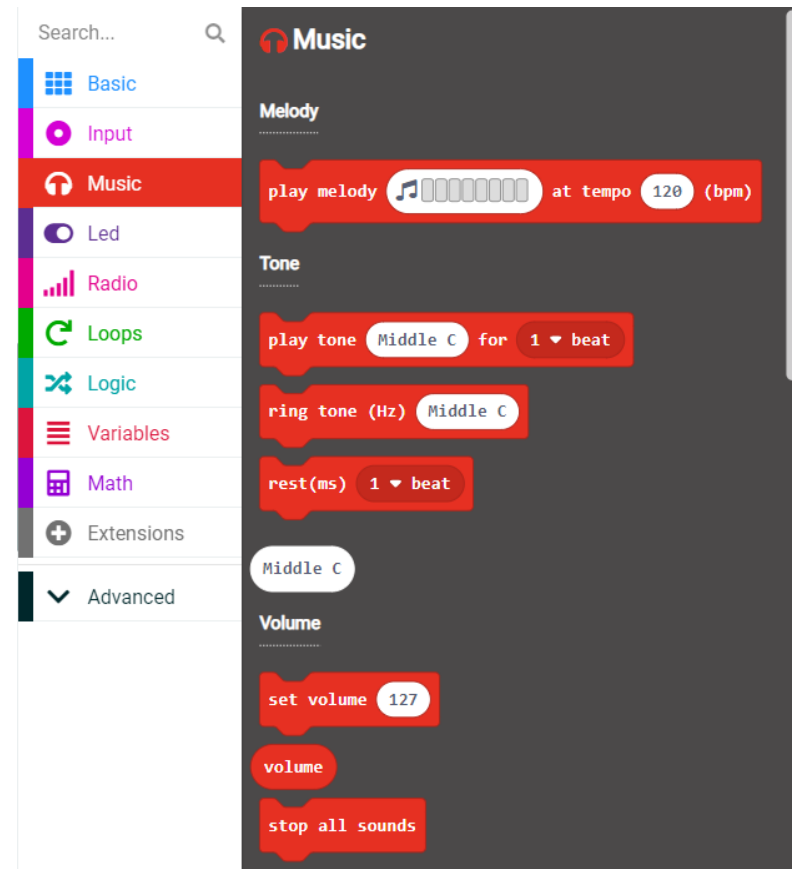 Search...
Basic
Input
Music
Led
Radio
Loops
Logic
Variables
Math
Extensions
Advanced
Music
Melody
play melody at tempo 120 (bpm)
Tone
play tone Middle C for 1 beat
ring tone (Hz) Middle C
rest(ms) 1 beat
Middle C
Volume
set volume 127
volume
stop all sounds